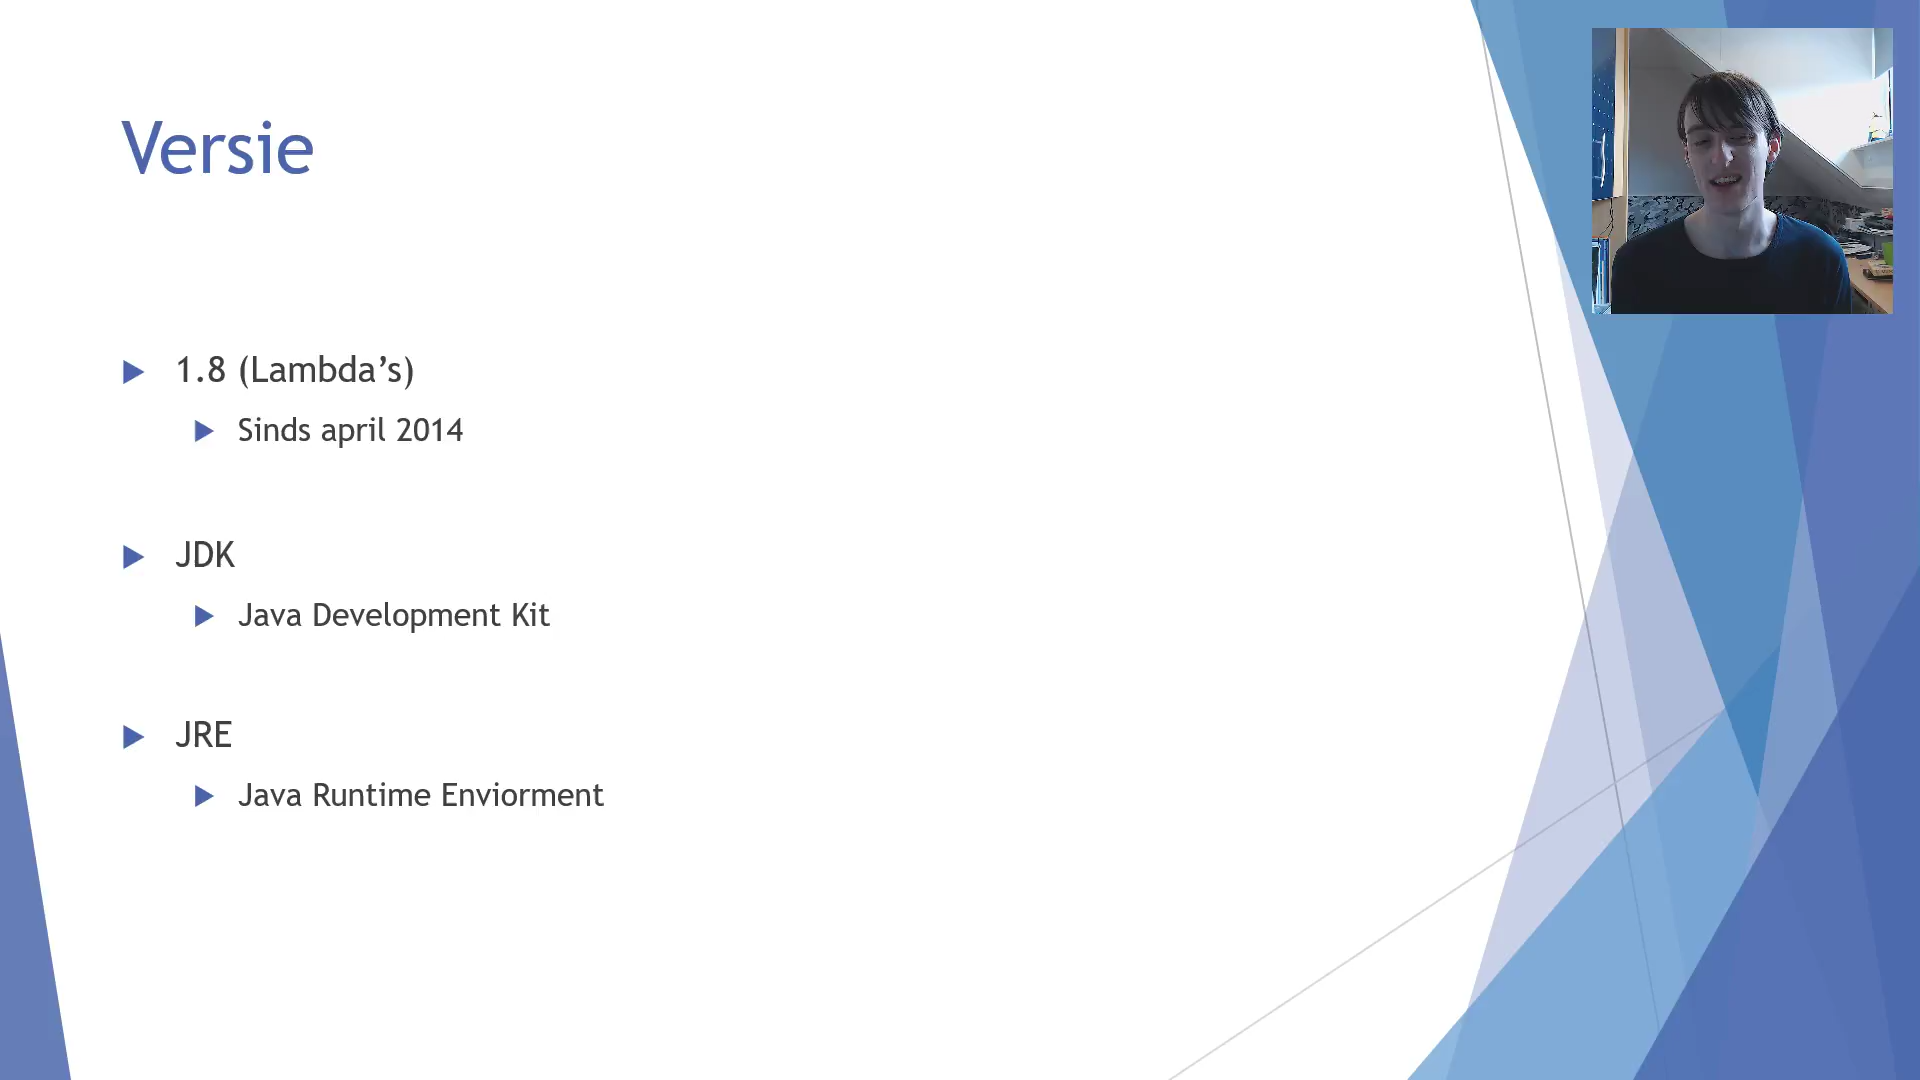 Versie
1.8 (Lambda’s)
Sinds april 2014
JDK
Java Development Kit
JRE
Java Runtime Enviorment